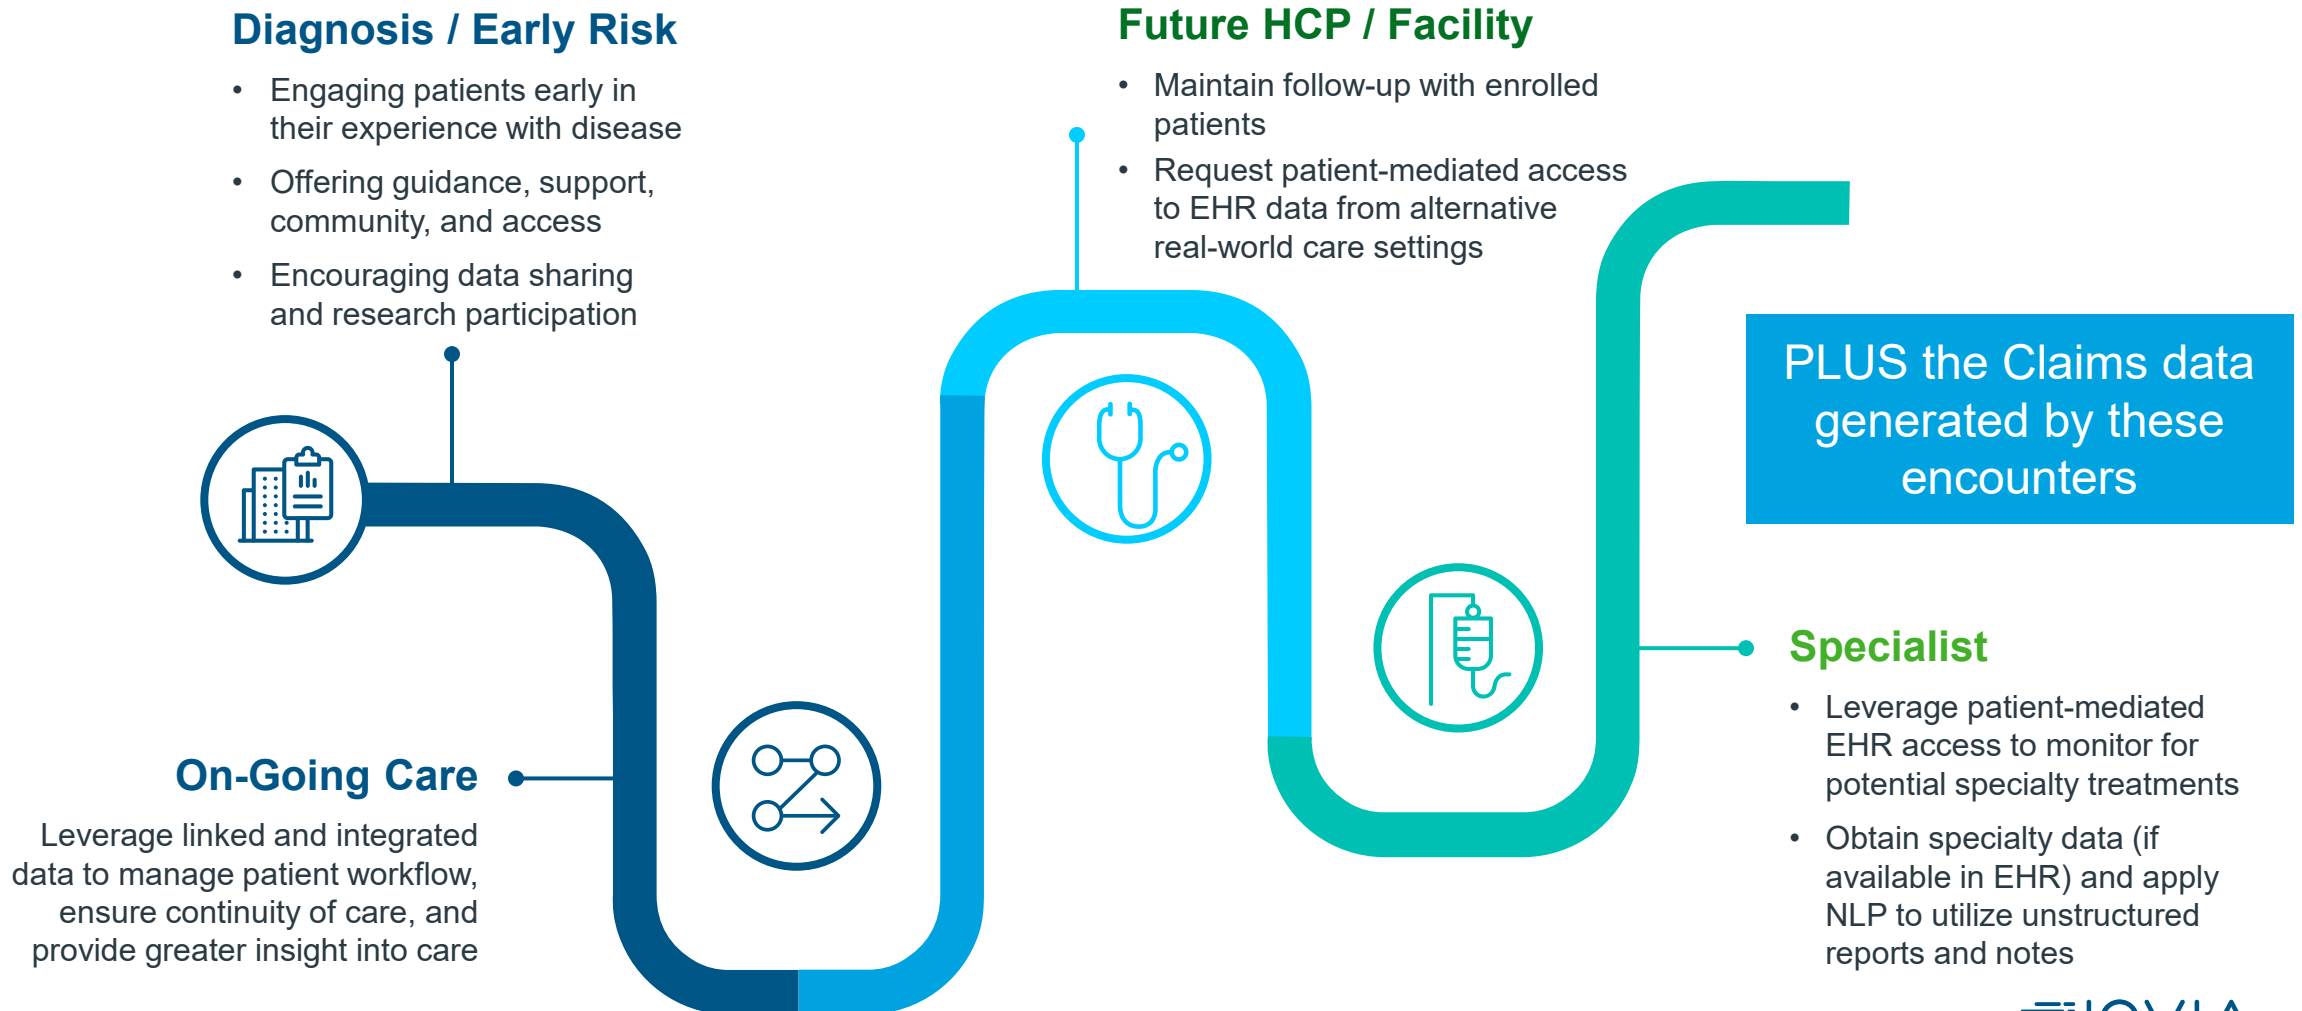 Diagnosis / Early Risk
• Engaging patients early in
their experience with disease
• Offering guidance, support,
community, and access
• Encouraging data sharing
and research participation
Future HCP / Facility
• Maintain follow-up with enrolled
patients
• Request patient-mediated access
to EHR data from alternative
real-world care settings
PLUS the Claims data
generated by these
encounters
On-Going Care
Leverage linked and integrated
data to manage patient workflow,
ensure continuity of care, and
provide greater insight into care
Specialist
• Leverage patient-mediated
EHR access to monitor for
potential specialty treatments
• Obtain specialty data (if
available in EHR) and apply
NLP to utilize unstructured
reports and notes